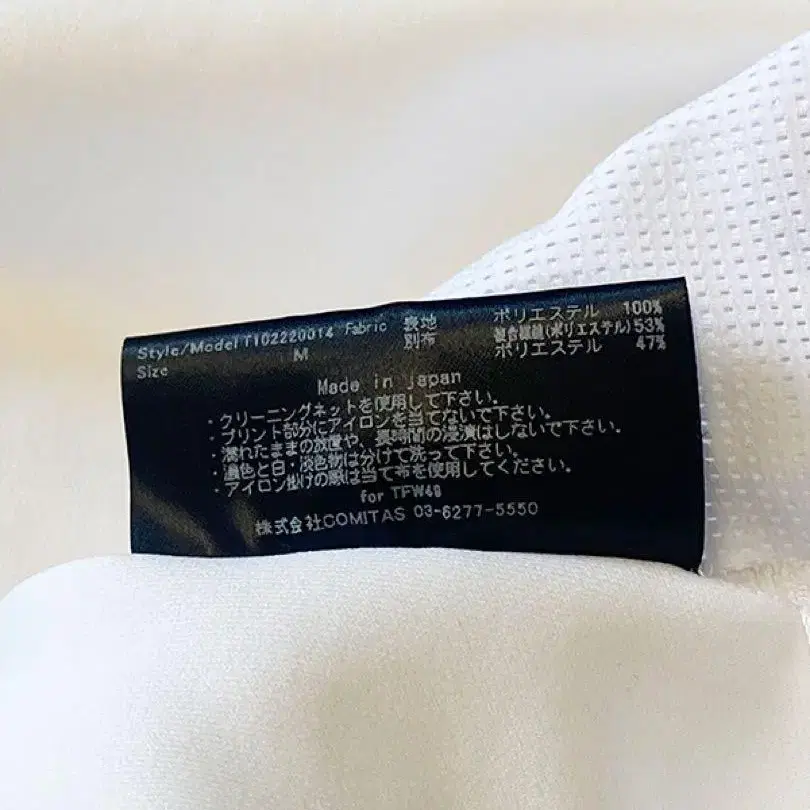 Style/Model T102220014 Fabric 表地 ポリエステル 100%
別布 複合繊維(ポリエステル)53%
Size M ポリエステル 47%
Made in Japan
・クリーニングネットを使用して下さい。
・プリント部分にアイロンを当てないで下さい。
・濡れたままの放置や、長時間の浸漬はしないで下さい。
・濃色と白・淡色物は分けて洗って下さい。
・アイロン掛けの際は当て布を使用してください。
for TFW49
株式会社COMITAS 03-6277-5550